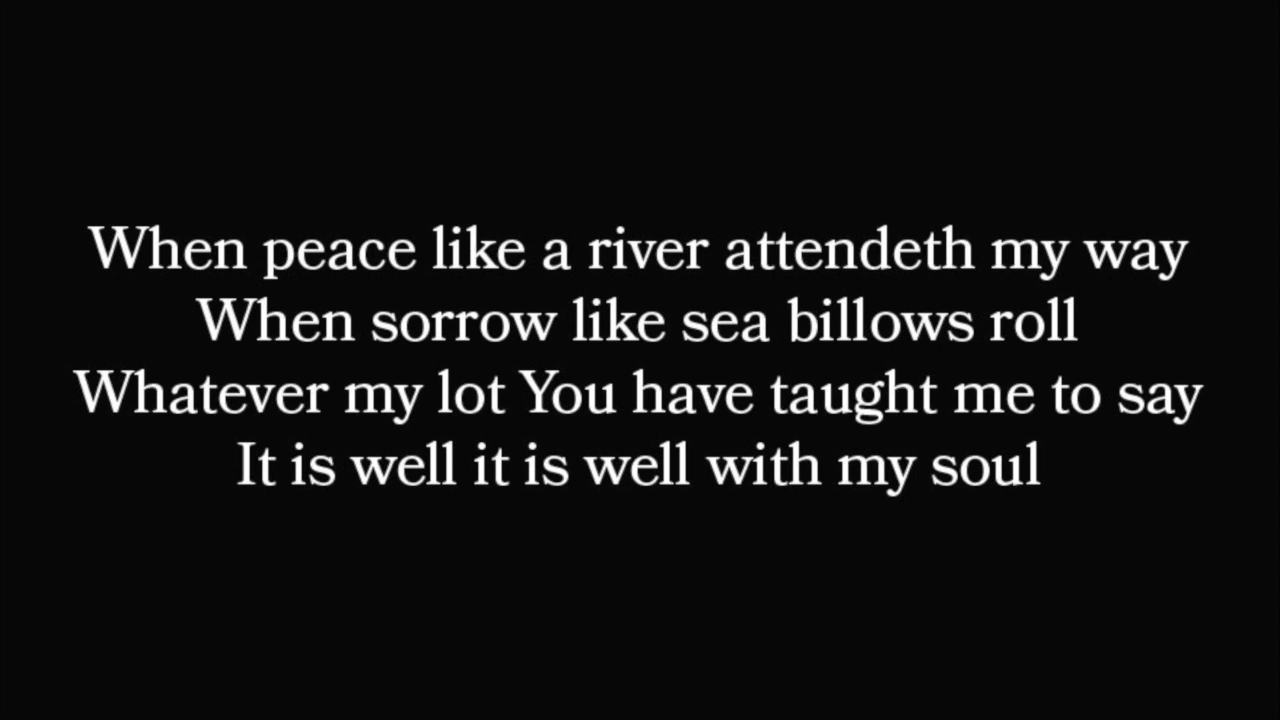 When peace like a river attendeth my way
When sorrow like sea billows roll
Whatever my lot You have taught me to say
It is well it is well with my soul